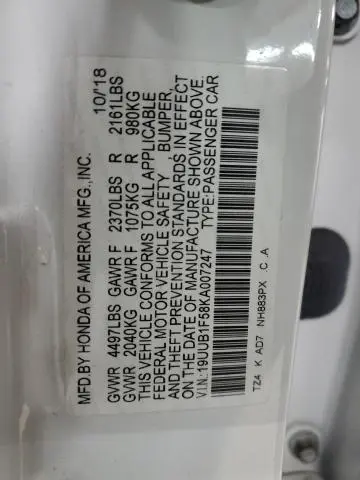 MFD.BY HONDA OF AMERICA MFG.,INC. 10/'18
GVWR 4497LBS GAWR F 2370LBS R 2161LBS
GVWR 2040KG GAWR F 1075KG R 980KG
THIS VEHICLE CONFORMS TO ALL APPLICABLE
FEDERAL MOTOR VEHICLE SAFETY , BUMPER,
AND THEFT PREVENTION STANDARDS IN EFFECT
ON THE DATE OF MANUFACTURE SHOWN ABOVE.
V.I.N.:19UUB1F58KA007247 TYPE:PASSENGER CAR
TZ4 K AD7 NH883PX .C .A